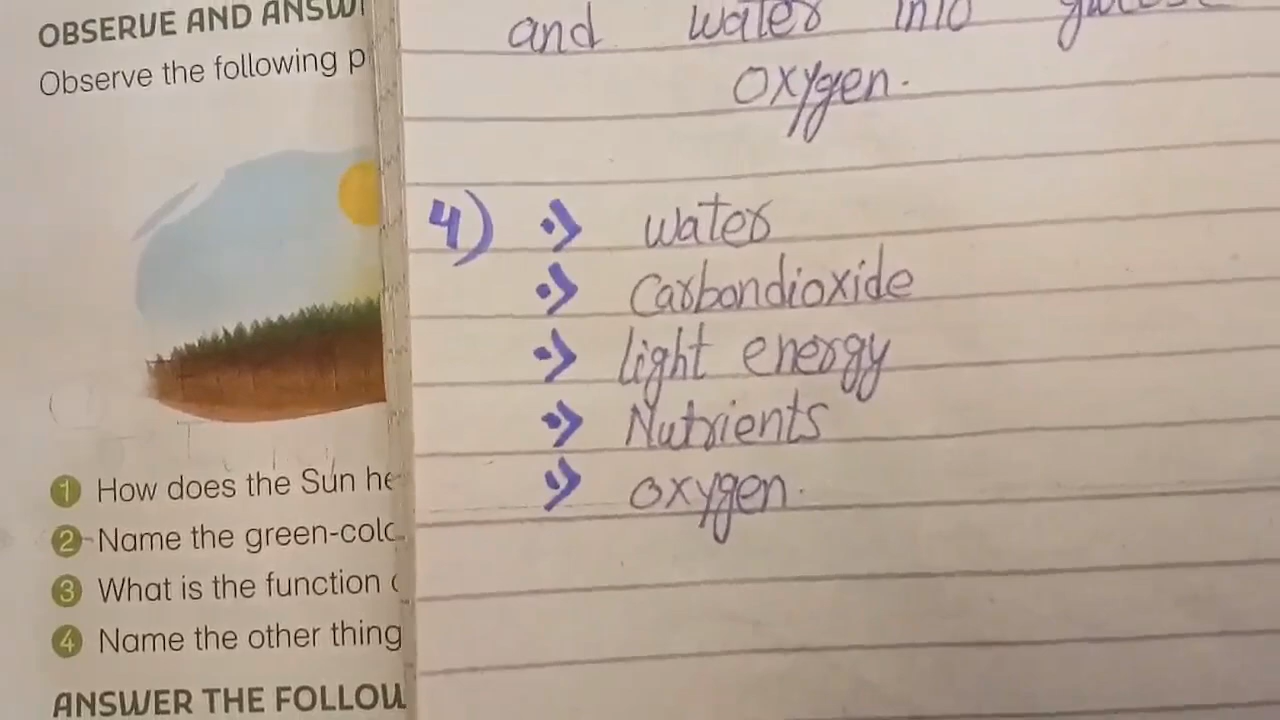 OBSERVE AND ANSW
Observe the following p
1 How does the Sun he
2 Name the green-colo
3 What is the function
4 Name the other thing
ANSWER THE FOLLOW
and water into
oxygen.
4) water
Carbondioxide
light energy
Nutrients
oxygen.